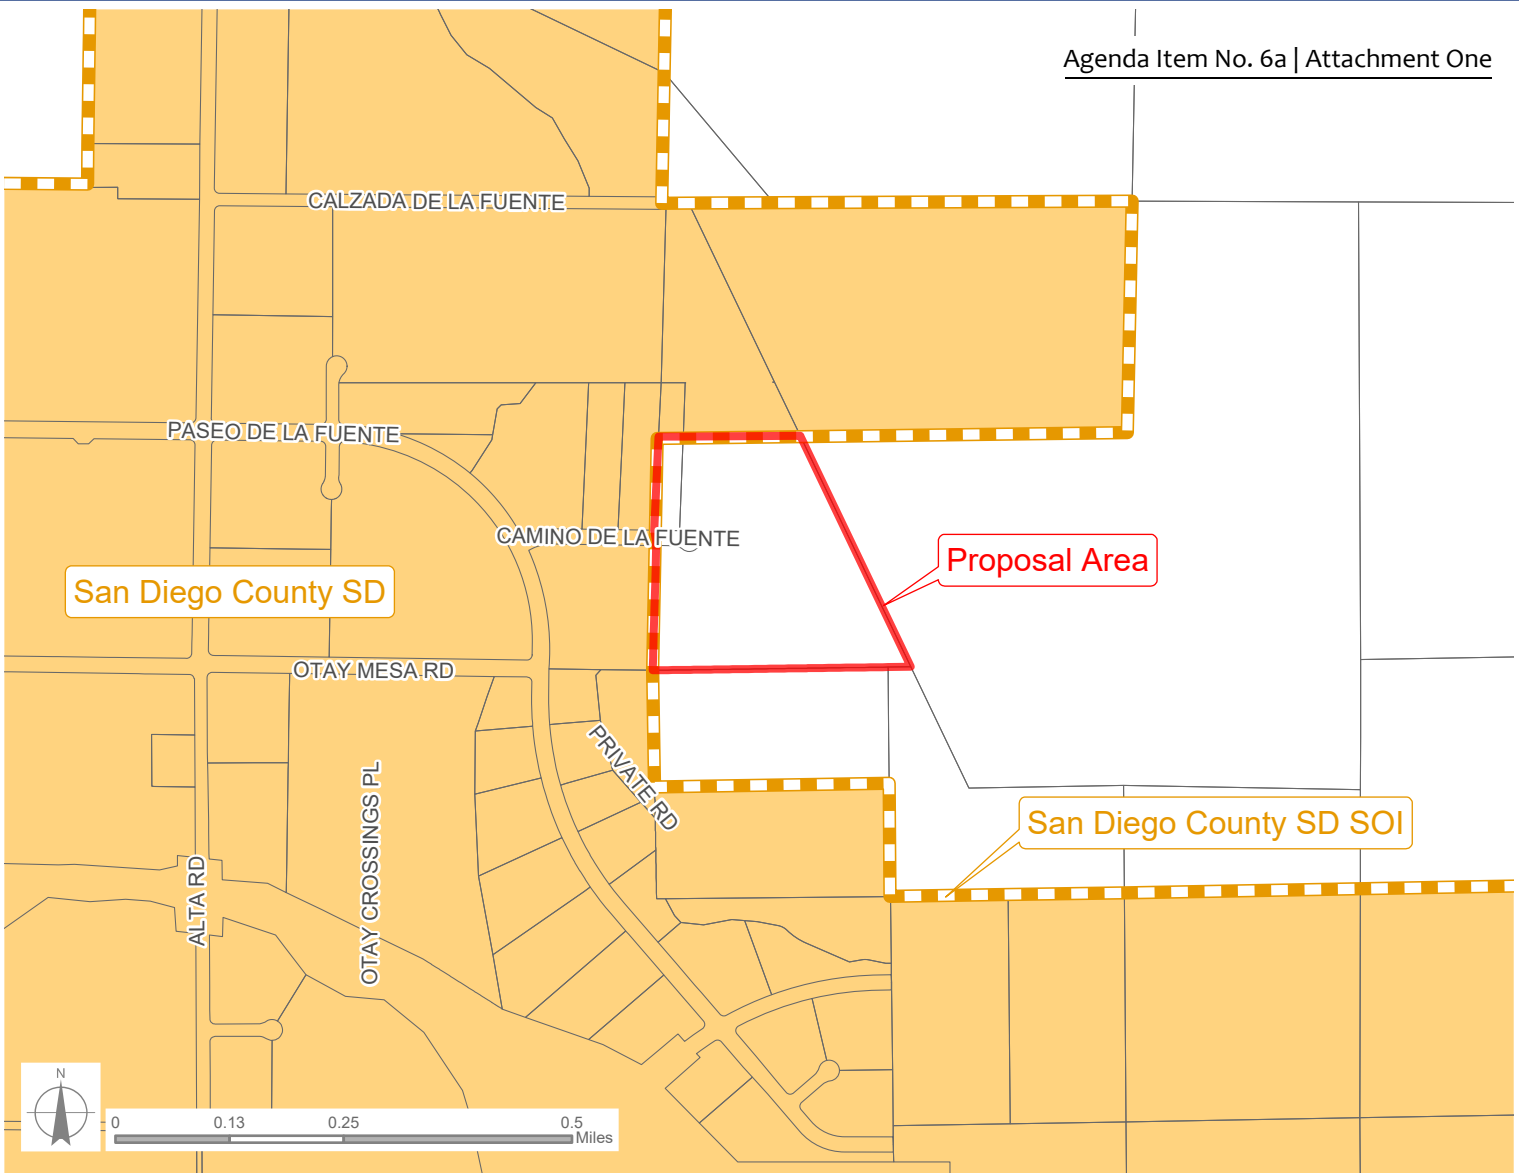 Agenda Item No. 6a | Attachment One
CALZADA DE LA FUENTE
PASEO DE LA FUENTE
CAMINO DE LA FUENTE
Proposal Area
San Diego County SD
OTAY MESA RD
PRIVATE RD
OTAY CROSSINGS PL
San Diego County SD SOI
ALTA RD
N
0 0.13 0.25 0.5
Miles